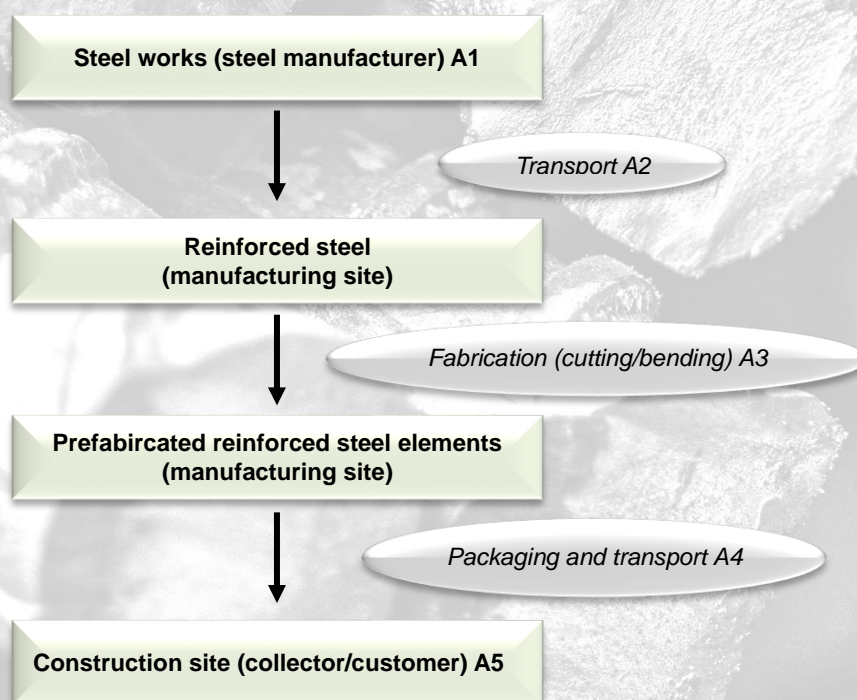 Steel works (steel manufacturer) A1
Transport A2
Reinforced steel
(manufacturing site)
Fabrication (cutting/bending) A3
Prefabircated reinforced steel elements
(manufacturing site)
Packaging and transport A4
Construction site (collector/customer) A5